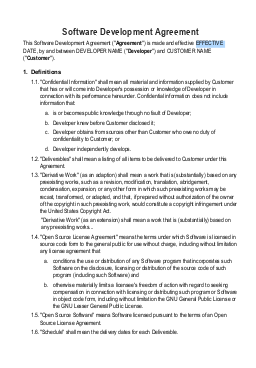 Software Development Agreement
This Software Development Agreement ("Agreement") is made and effective EFFECTIVE
DATE, by and between DEVELOPER NAME ("Developer") and CUSTOMER NAME
("Customer").
1. Definitions
1.1. "Confidential Information" shall mean all material and information supplied by Customer
that has or will come into Developer's possession or knowledge of Developer in
connection with its performance hereunder. Confidential information does not include
information that:
a. is or becomes public knowledge through no fault of Developer;
b. Developer knew before Customer disclosed it;
c. Developer obtains from sources other than Customer who owe no duty of
confidentiality to Customer; or
d. Developer independently develops.
1.2. "Deliverables" shall mean a listing of all items to be delivered to Customer under this
Agreement.
1.3. "Derivative Work" (as an adaption) shall mean a work that is (substantially) based on any
preexisting works, such as a revision, modification, translation, abridgement,
condensation, expansion, or any other form in which such preexisting works may be
recast, transformed, or adapted, and that, if prepared without authorization of the owner
of the copyright in such preexisting work, would constitute a copyright infringement under
the United States Copyright Act.
"Derivative Work" (as an extension) shall mean a work that is (substantially) based on
any preexisting works...
1.4. "Open Source License Agreement" means the terms under which Software is licensed in
source code form to the general public for use without charge, including without limitation
any license agreement that:
a. conditions the use or distribution of any Software program that incorporates such
Software on the disclosure, licensing or distribution of the source code of such
program (including such Software) and
b. otherwise materially limits a licensee's freedom of action with regard to seeking
compensation in connection with licensing or distributing such program or Software
in object code form, including without limitation the GNU General Public License or
the GNU Lesser General Public License.
1.5. "Open Source Software" means Software licensed pursuant to the terms of an Open
Source License Agreement.
1.6. "Schedule" shall mean the delivery dates for each Deliverable.